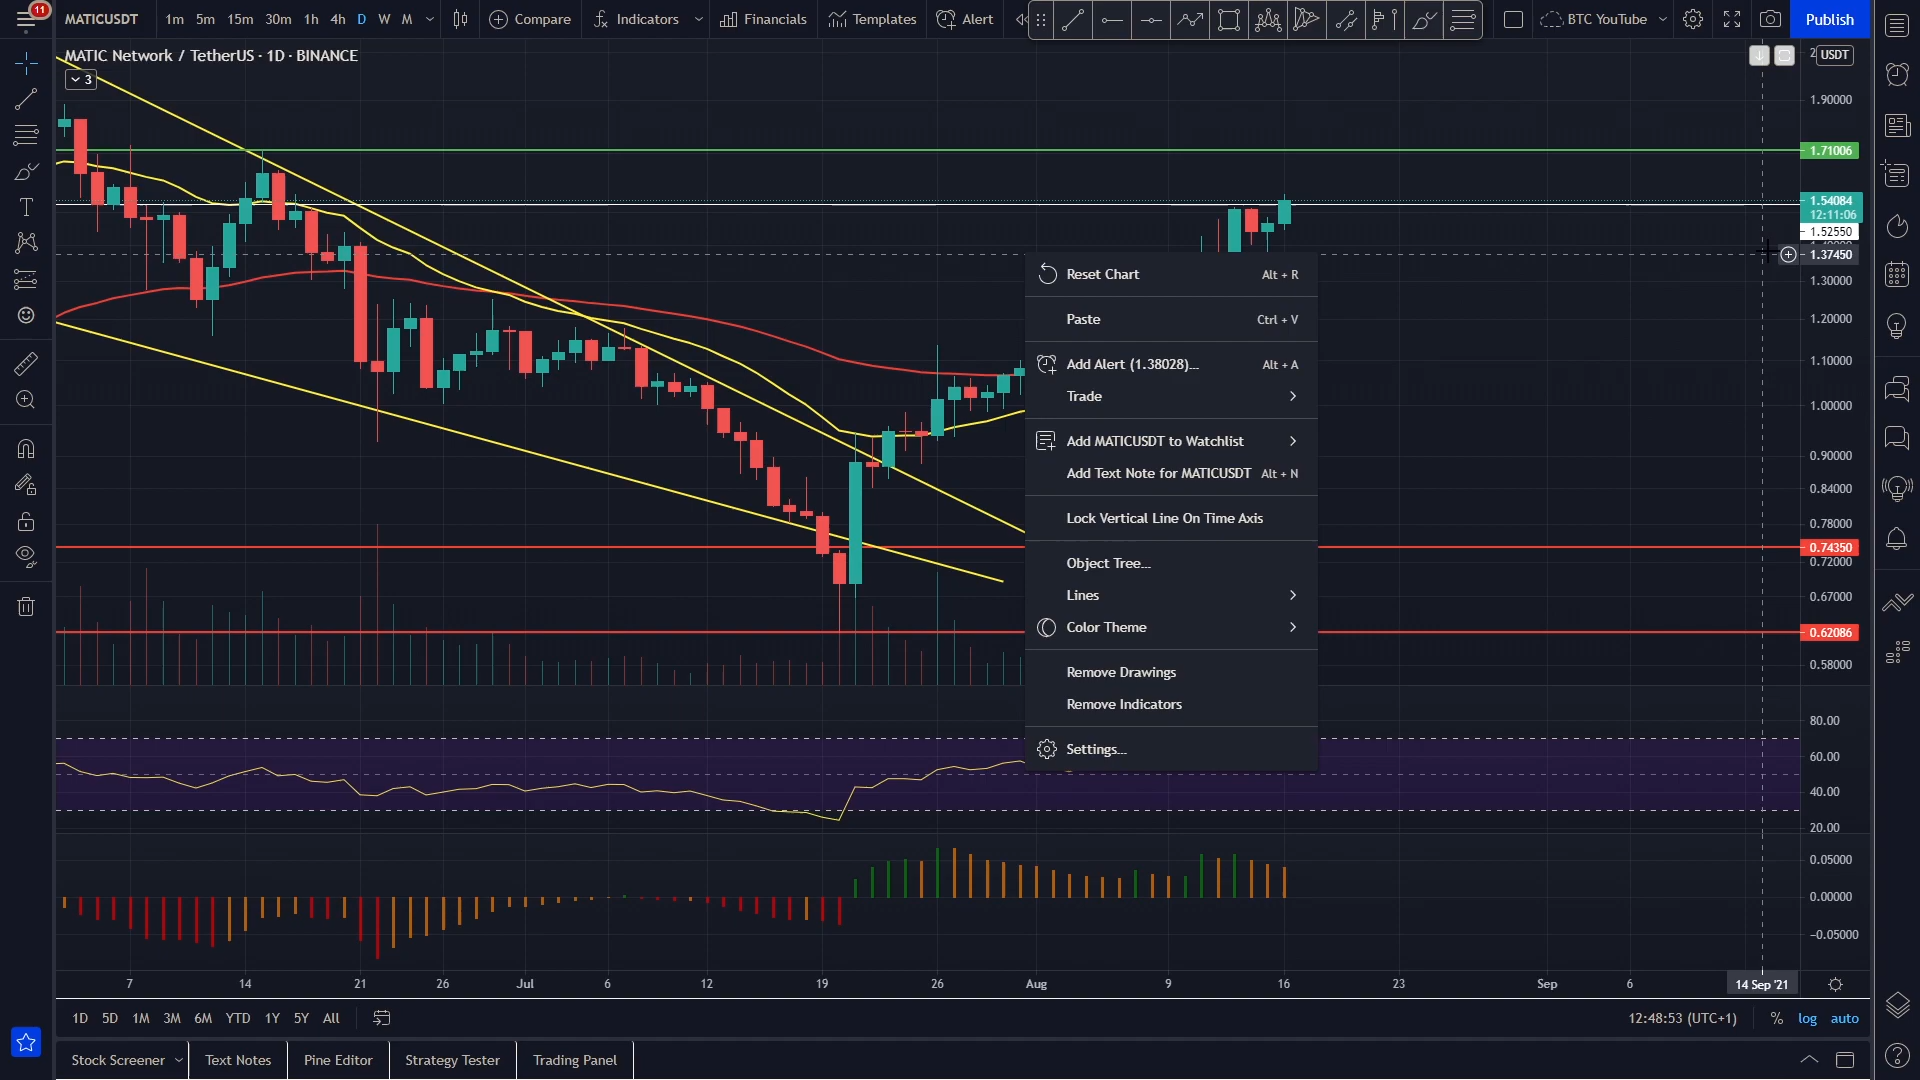 11
MATICUSDT 1m 5m 15m 30m 1h 4h D W M Compare Indicators Financials Templates Alert BTC YouTube Publish
MATIC Network / TetherUS · 1D · BINANCE
3
USDT
1.90000
1.71006
1.54084
12:11:06
1.52550
1.37450
1.30000
1.20000
1.10000
1.00000
0.90000
0.84000
0.78000
0.74350
0.72000
0.67000
0.62086
0.58000
80.00
60.00
40.00
20.00
0.05000
0.00000
−0.05000
Reset Chart Alt + R
Paste Ctrl + V
Add Alert (1.38028)... Alt + A
Trade
Add MATICUSDT to Watchlist
Add Text Note for MATICUSDT Alt + N
Lock Vertical Line On Time Axis
Object Tree...
Lines
Color Theme
Remove Drawings
Remove Indicators
Settings...
7 14 21 26 Jul 6 12 19 26 Aug 9 16 23 Sep 6 14 Sep '21
1D 5D 1M 3M 6M YTD 1Y 5Y All 12:48:53 (UTC+1) % log auto
Stock Screener Text Notes Pine Editor Strategy Tester Trading Panel